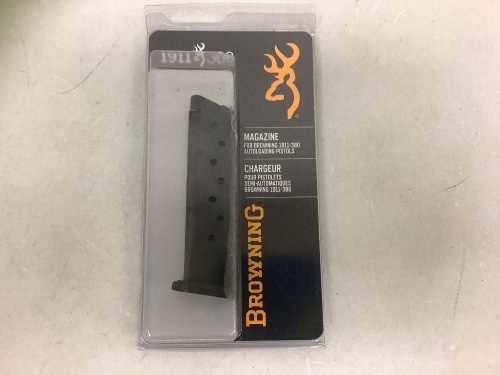 1911 380
MAGAZINE
FOR BROWNING 1911-380
AUTOLOADING PISTOLS
CHARGEUR
POUR PISTOLETS
SEMI-AUTOMATIQUES
BROWNING 1911-380
BROWNING